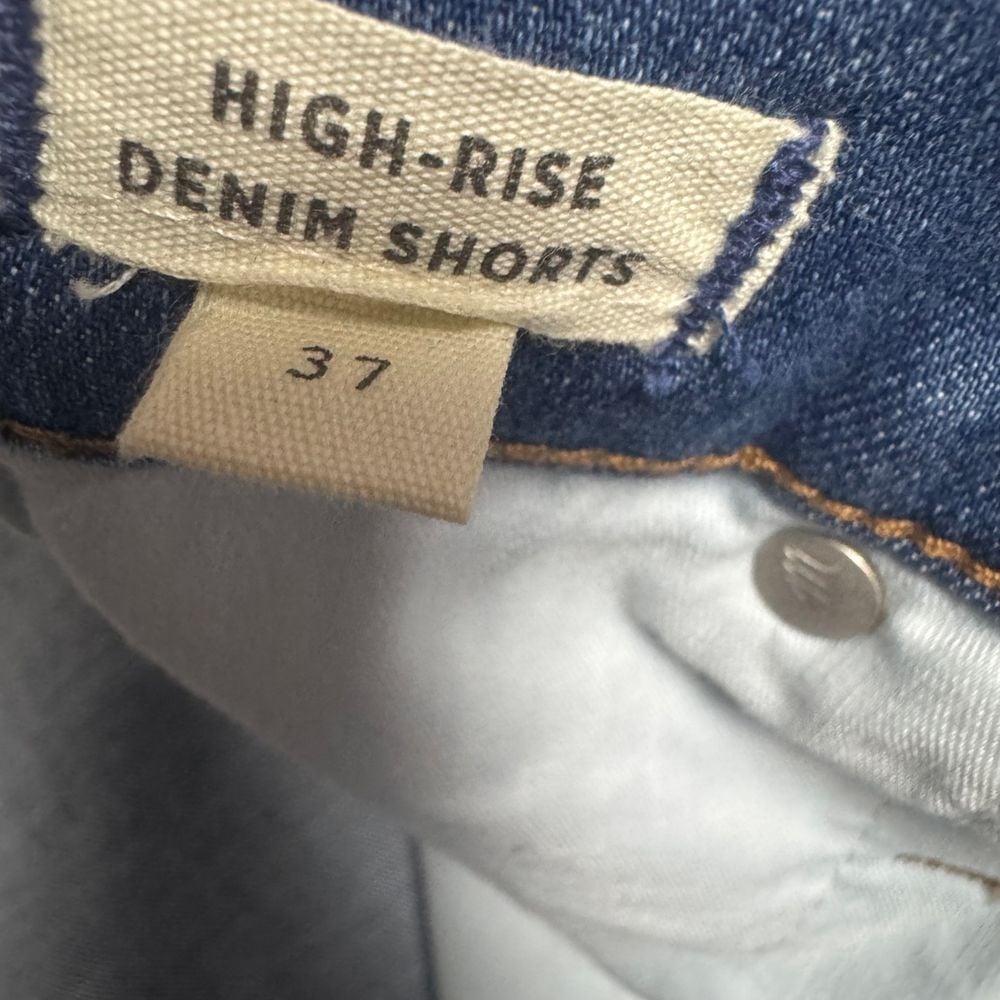 HIGH-RISE
DENIM SHORTS
37
m